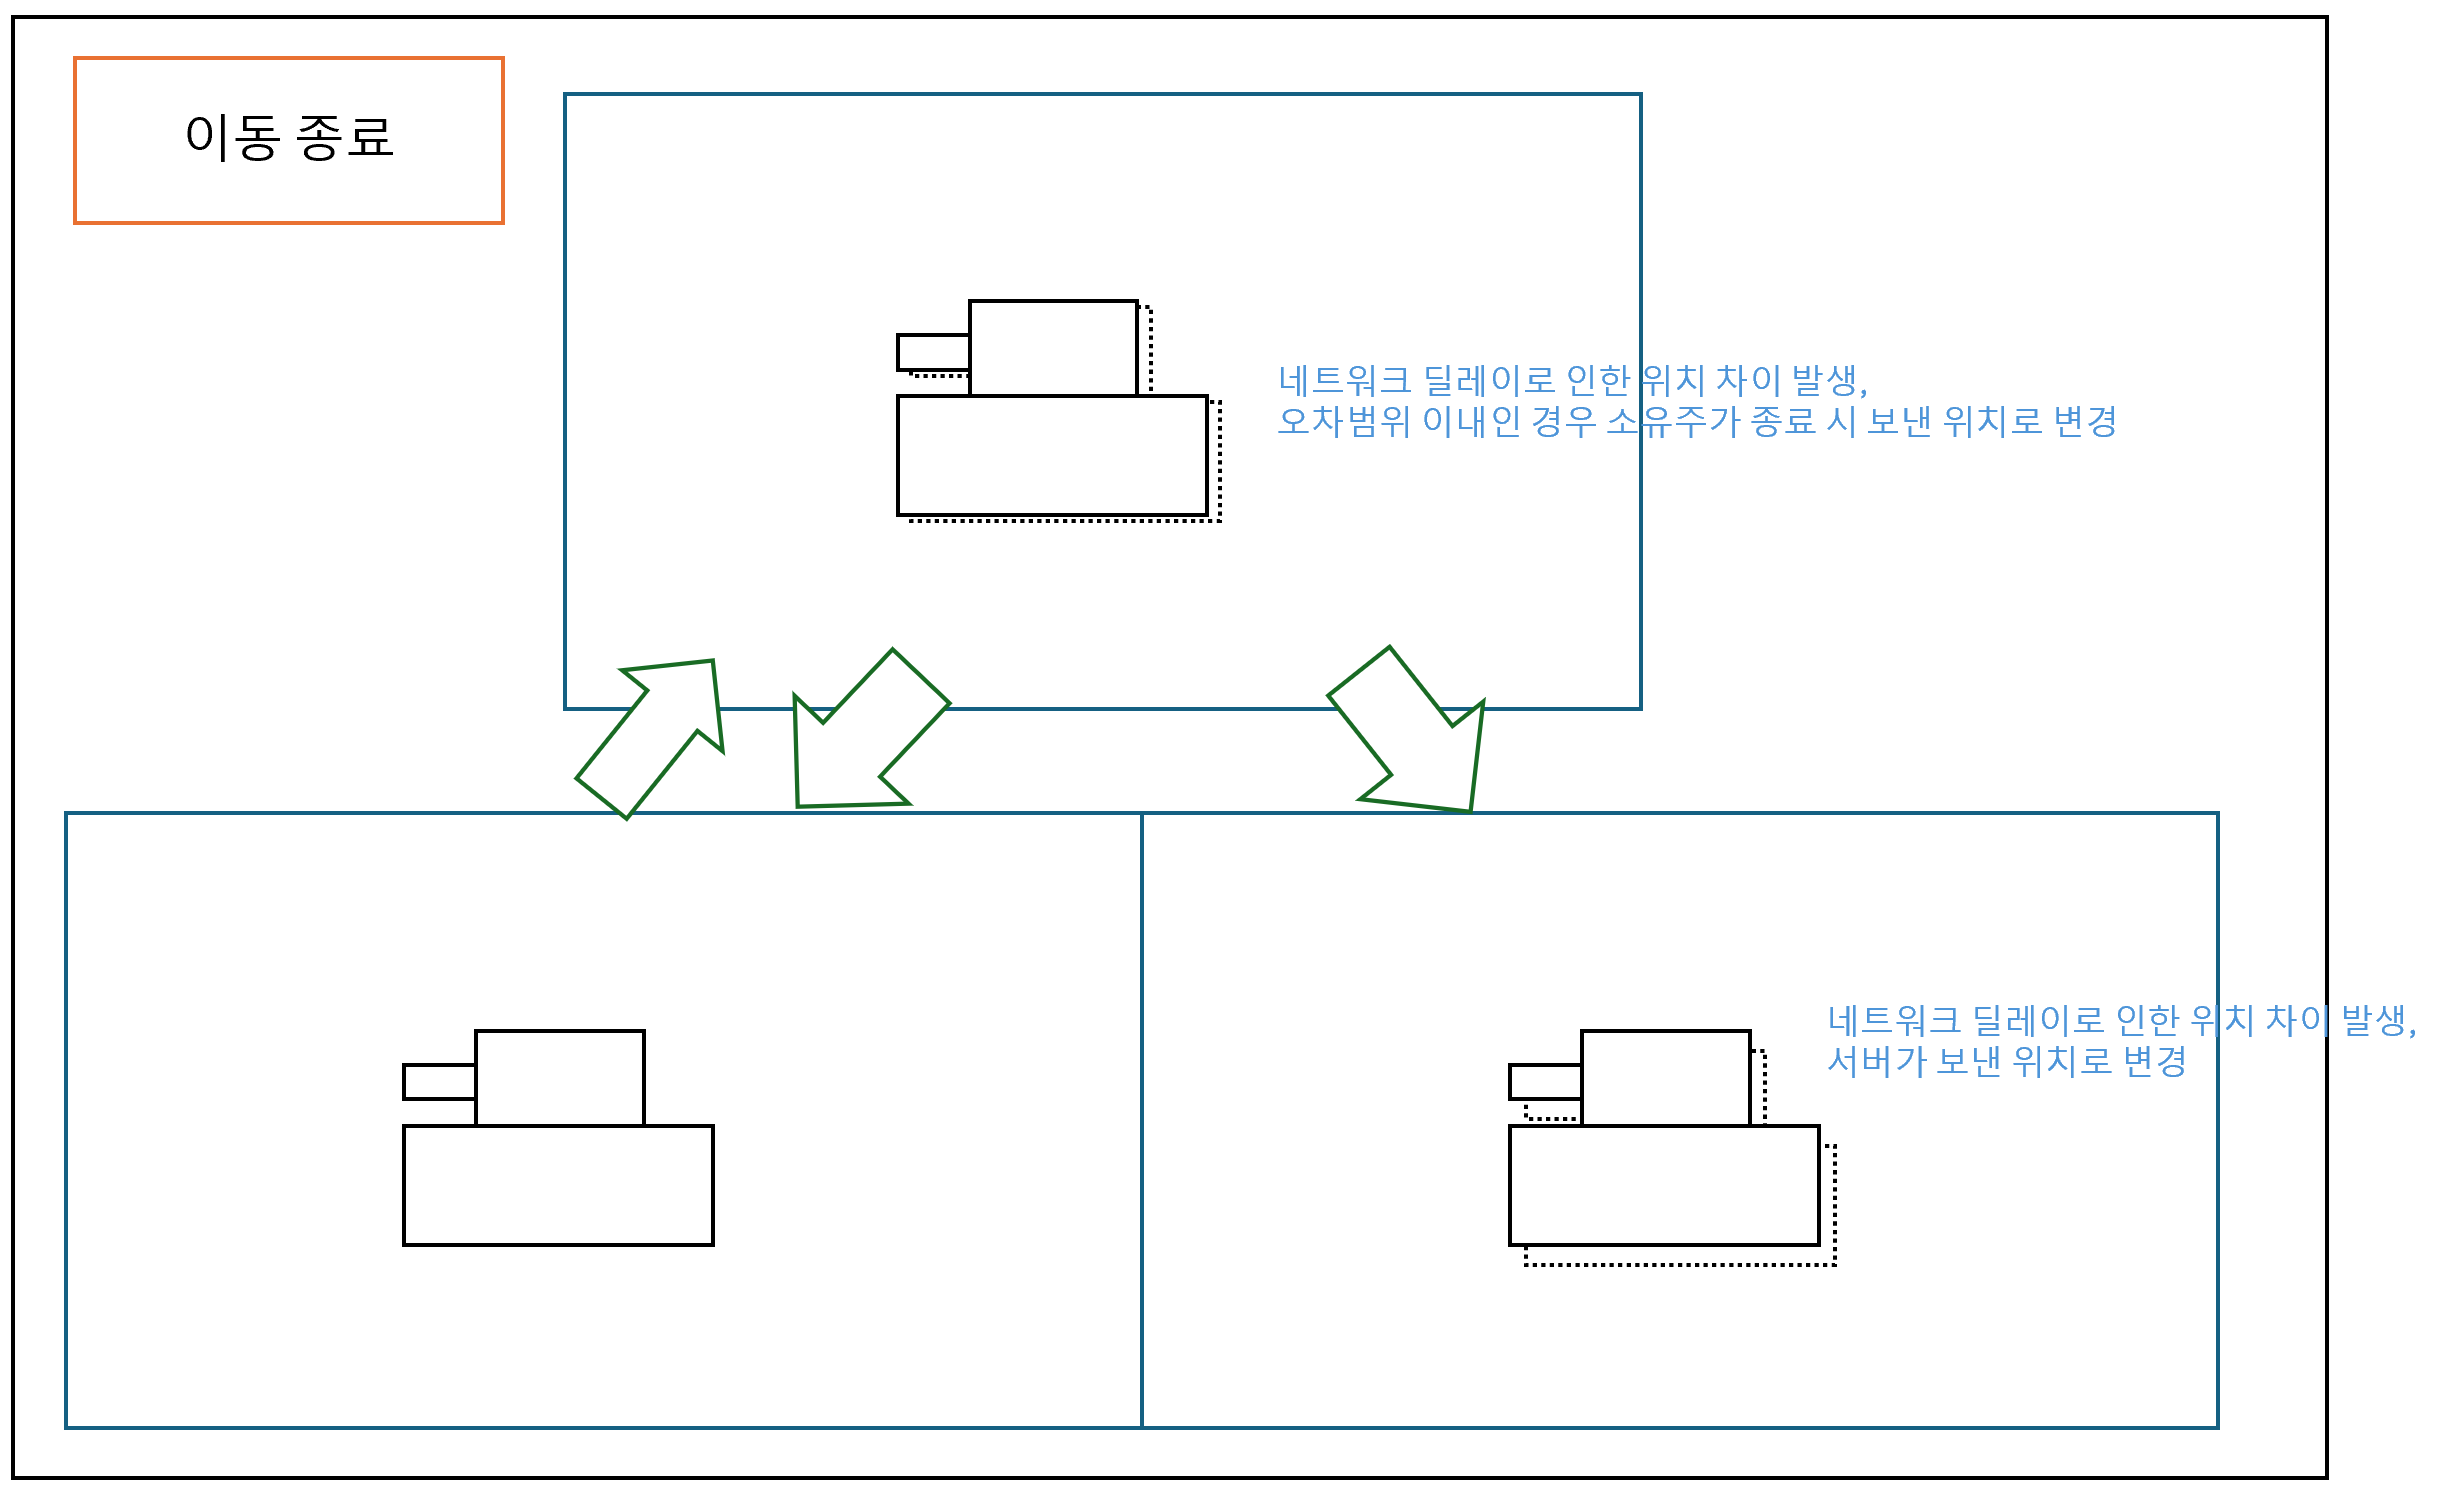 이동 종료
네트워크 딜레이로 인한 위치 차이 발생,
오차범위 이내인 경우 소유주가 종료 시 보낸 위치로 변경
네트워크 딜레이로 인한 위치 차이 발생,
서버가 보낸 위치로 변경